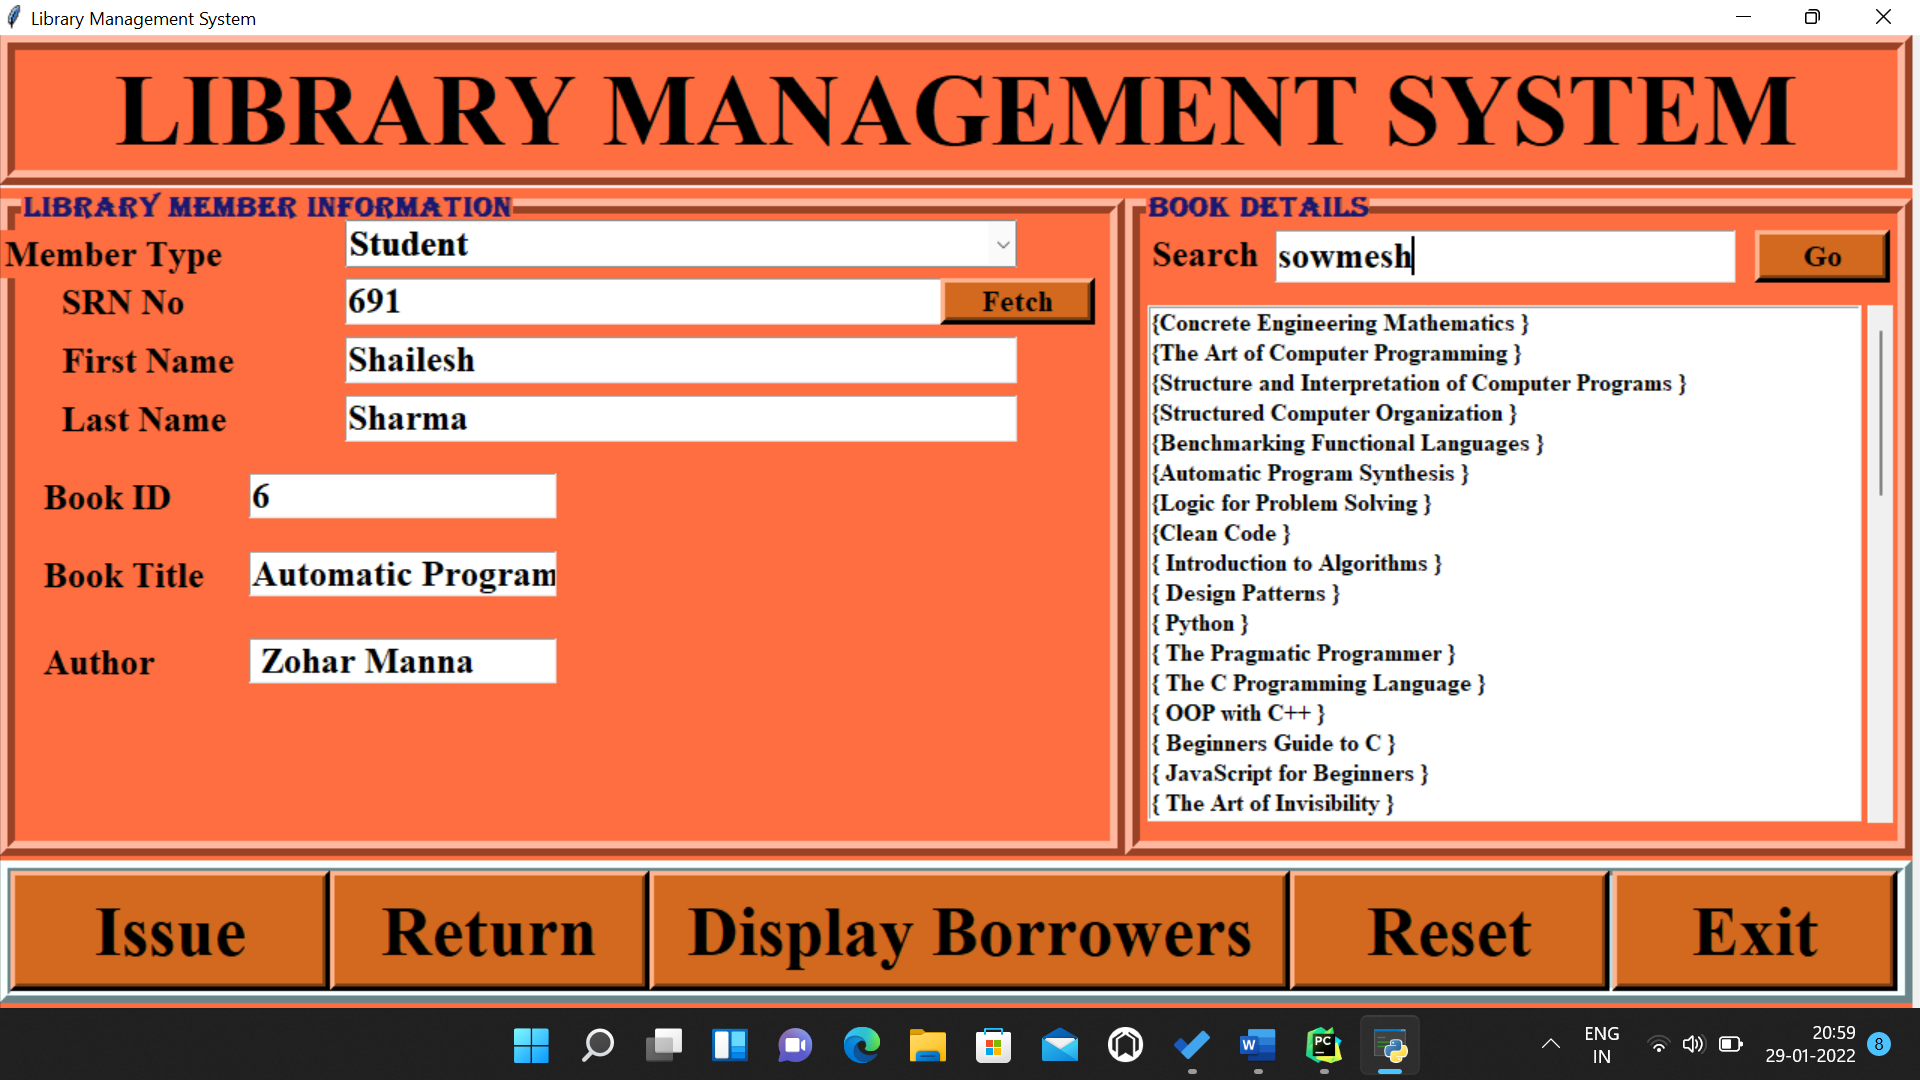 Library Management System
LIBRARY MANAGEMENT SYSTEM
LIBRARY MEMBER INFORMATION
Member Type Student
SRN No 691 Fetch
First Name Shailesh
Last Name Sharma
Book ID 6
Book Title Automatic Program
Author Zohar Manna
BOOK DETAILS
Search sowmesh Go
{Concrete Engineering Mathematics }
{The Art of Computer Programming }
{Structure and Interpretation of Computer Programs }
{Structured Computer Organization }
{Benchmarking Functional Languages }
{Automatic Program Synthesis }
{Logic for Problem Solving }
{Clean Code }
{ Introduction to Algorithms }
{ Design Patterns }
{ Python }
{ The Pragmatic Programmer }
{ The C Programming Language }
{ OOP with C++ }
{ Beginners Guide to C }
{ JavaScript for Beginners }
{ The Art of Invisibility }
Issue Return Display Borrowers Reset Exit
W PC
ENG
IN
20:59
29-01-2022
8